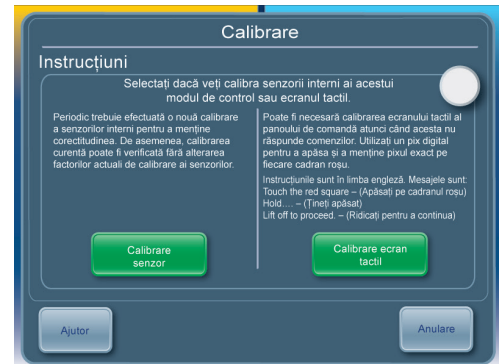 Calibrare
Instrucțiuni
Selectați dacă veți calibra senzorii interni ai acestui
modul de control sau ecranul tactil.
Periodic trebuie efectuată o nouă calibrare
a senzorilor interni pentru a menține
corectitudinea. De asemenea, calibrarea
curentă poate fi verificată fără alterarea
factorilor actuali de calibrare ai senzorilor.
Poate fi necesară calibrarea ecranului tactil al
panoului de comandă atunci când acesta nu
răspunde comenzilor. Utilizați un pix digital
pentru a apăsa și a menține pixul exact pe
fiecare cadran roșu.
Instrucțiunile sunt în limba engleză. Mesajele sunt:
Touch the red square – (Apăsați pe cadranul roșu)
Hold.... – (Țineți apăsat)
Lift off to proceed. – (Ridicați pentru a continua)
Calibrare
senzor
Calibrare ecran
tactil
Ajutor
Anulare